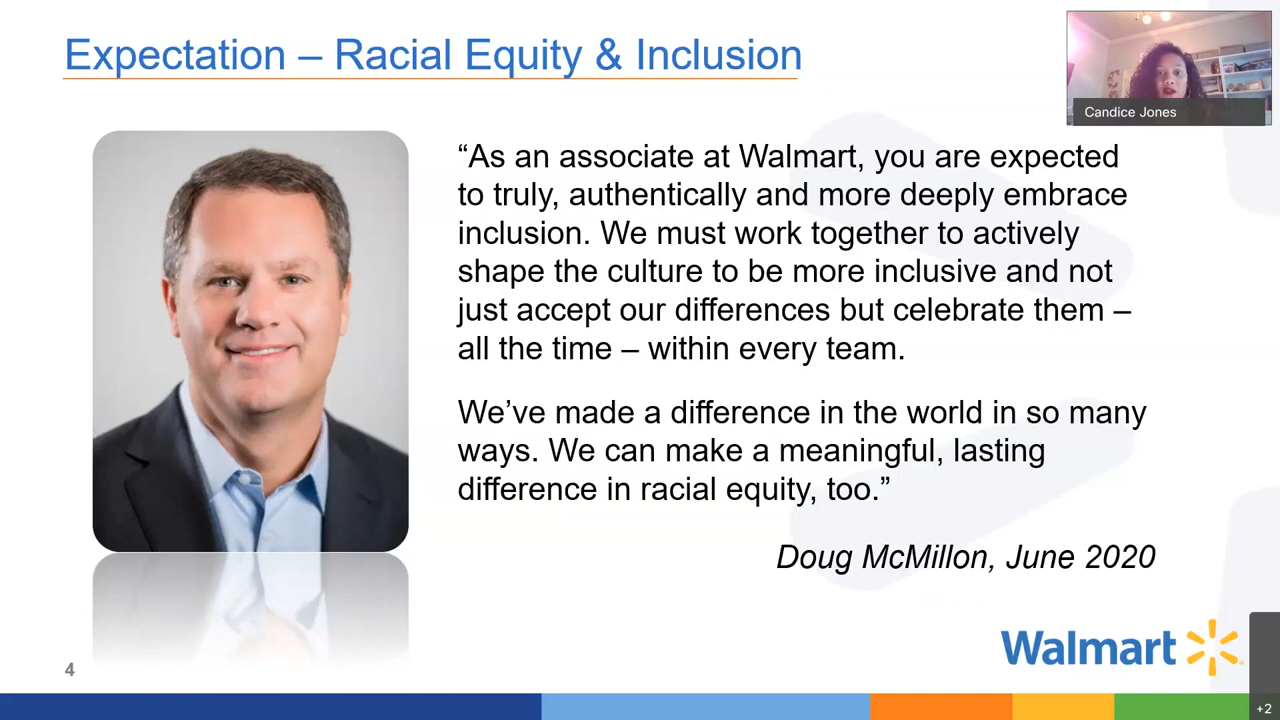 Expectation – Racial Equity & Inclusion
Candice Jones
“As an associate at Walmart, you are expected
to truly, authentically and more deeply embrace
inclusion. We must work together to actively
shape the culture to be more inclusive and not
just accept our differences but celebrate them –
all the time – within every team.
We’ve made a difference in the world in so many
ways. We can make a meaningful, lasting
difference in racial equity, too.”
Doug McMillon, June 2020
Walmart
4
+2